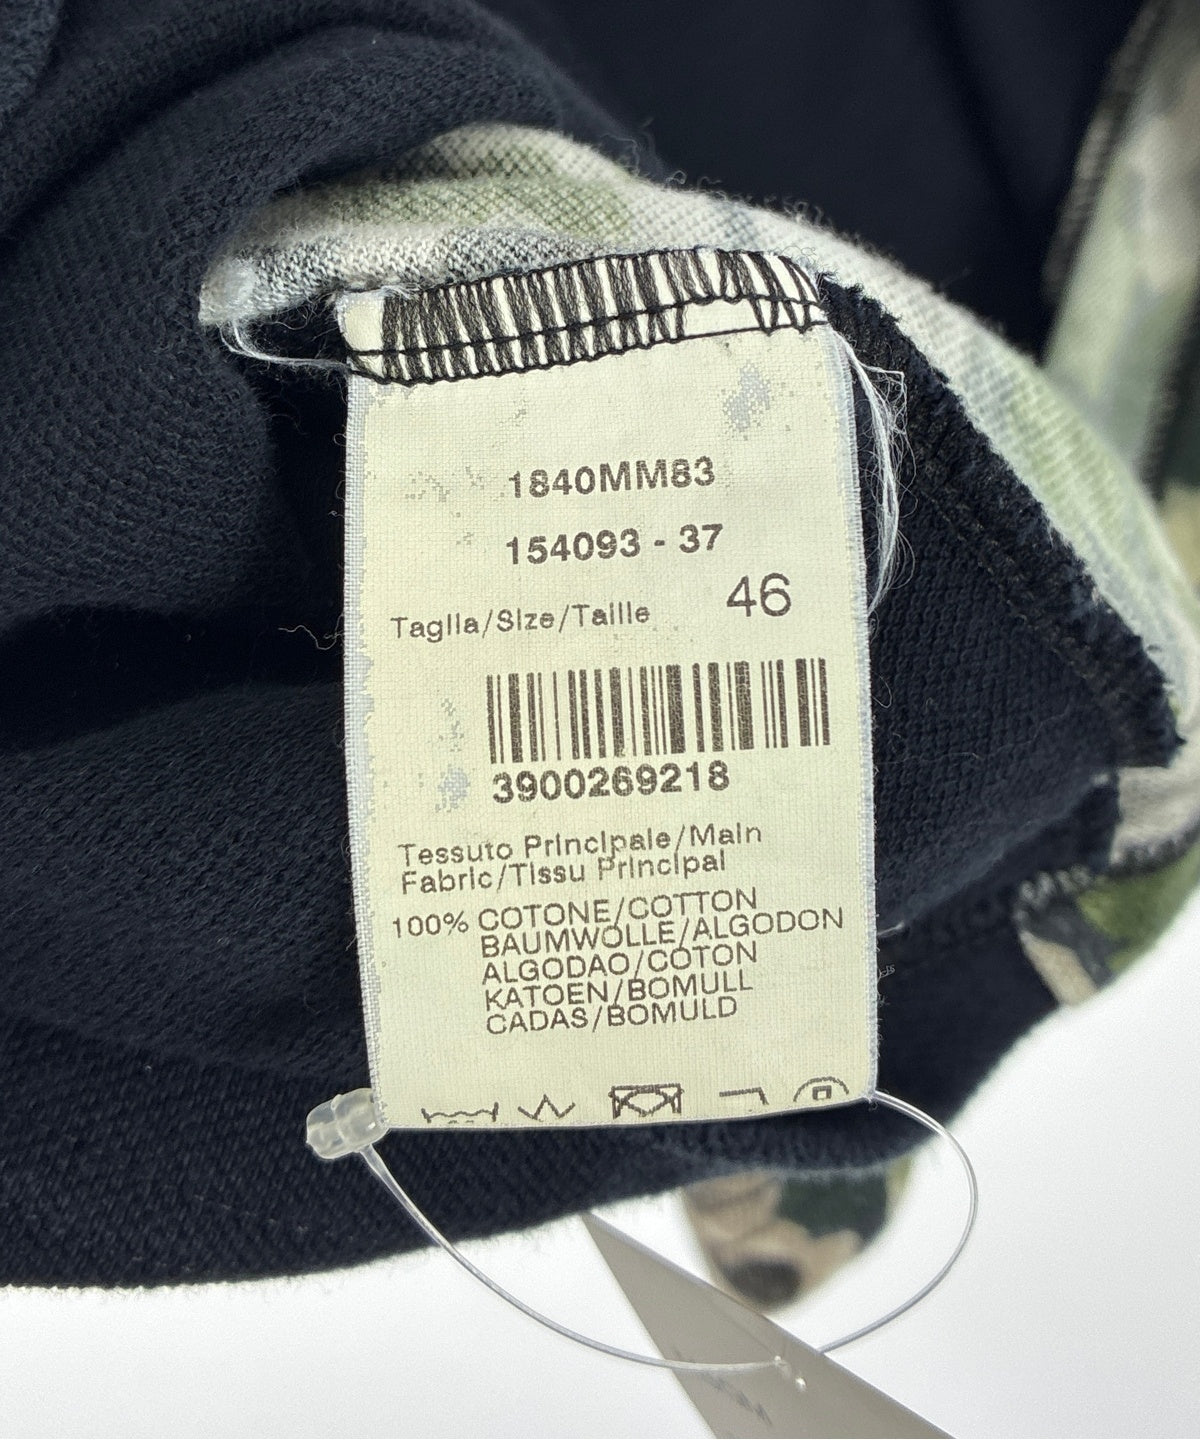 1840MM83
154093 - 37
Taglia/Size/Taille 46
3900269218
Tessuto Principale/Main
Fabric/Tissu Principal
100% COTONE/COTTON
BAUMWOLLE/ALGODON
ALGODAO/COTON
KATOEN/BOMULL
CADAS/BOMULD